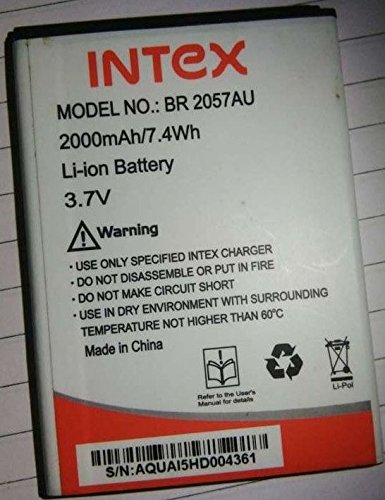 INTEX
MODEL NO.: BR 2057AU
2000mAh/7.4Wh
Li-ion Battery
3.7V
Warning
• USE ONLY SPECIFIED INTEX CHARGER
• DO NOT DISASSEMBLE OR PUT IN FIRE
• DO NOT MAKE CIRCUIT SHORT
• USE IN DRY ENVIRONMENT WITH SURROUNDING
TEMPERATURE NOT HIGHER THAN 60ºC
Made in China
Refer to the User's
Manual for details.
Li-Pol
S/N:AQUAI5HD004361